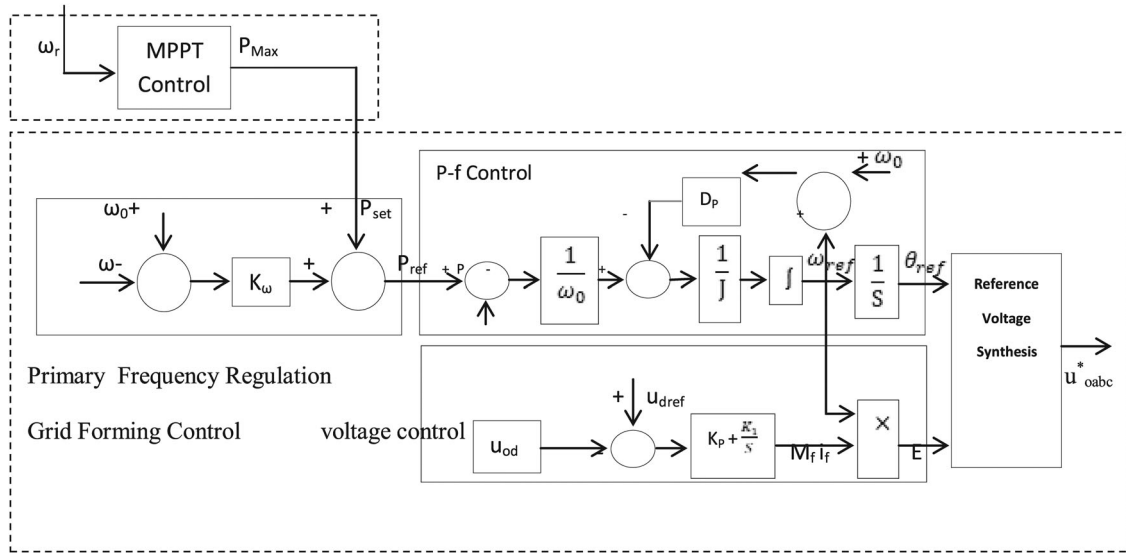 ωr
MPPT
Control
PMax
P-f Control
+ ω0
DP
-
+
ω0+
+
Pset
ω-
Kω
+
Pref
+ P
-
1
ω0
+
1
J
∫
ωref
1
S
θref
Reference
Voltage
Synthesis
u*oabc
Primary Frequency Regulation
Grid Forming Control
voltage control
+
udref
uod
-
KP + K1
S
Mf if
×
E